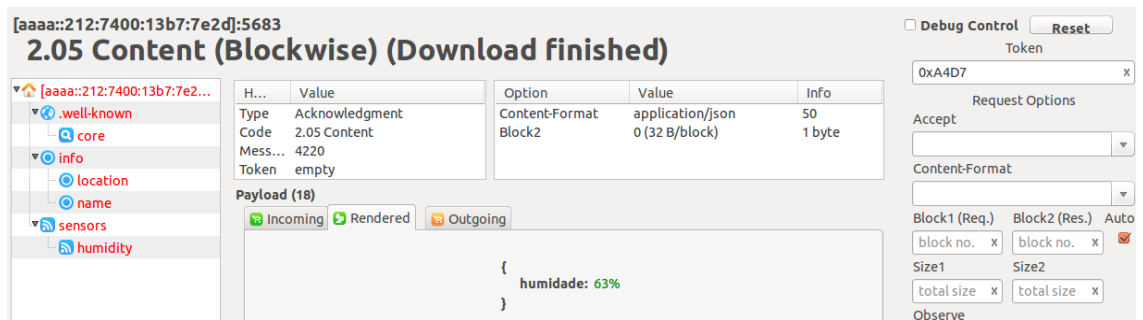 [aaaa::212:7400:13b7:7e2d]:5683
2.05 Content (Blockwise) (Download finished)
[aaaa::212:7400:13b7:7e2...
.well-known
core
info
location
name
sensors
humidity
H... Value
Type Acknowledgment
Code 2.05 Content
Mess... 4220
Token empty
Option Value Info
Content-Format application/json 50
Block2 0 (32 B/block) 1 byte
Payload (18)
Incoming Rendered Outgoing
{
humidade: 63%
}
Debug Control Reset
Token
0xA4D7 x
Request Options
Accept
Content-Format
Block1 (Req.) Block2 (Res.) Auto
block no. x block no. x
Size1 Size2
total size x total size x
Observe